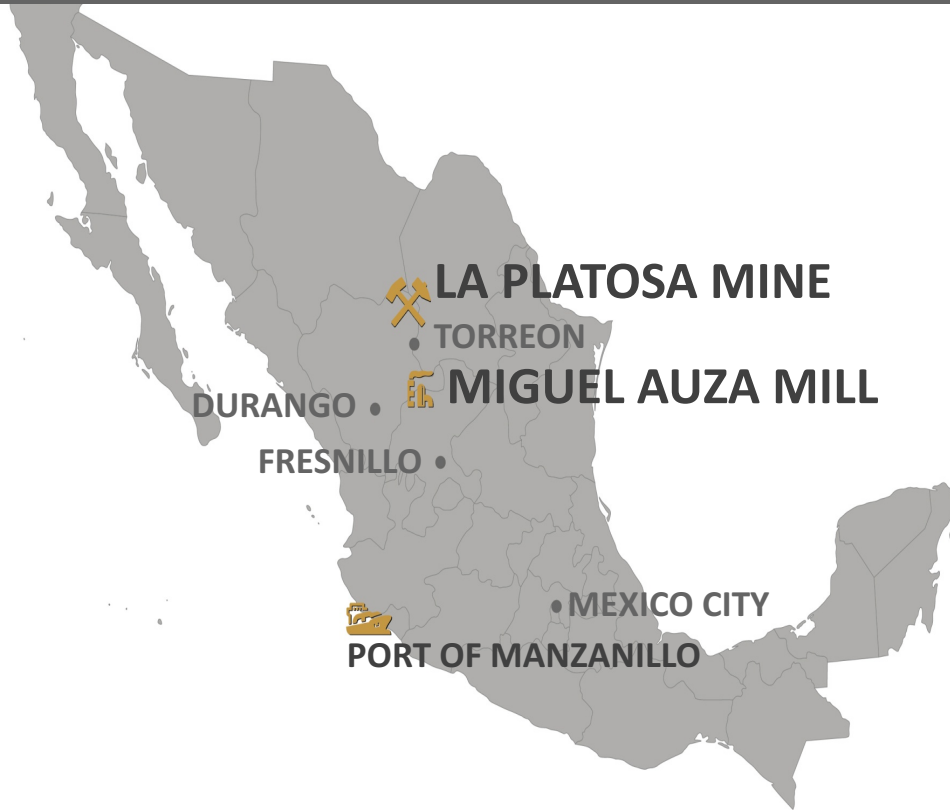 LA PLATOSA MINE
TORREON
MIGUEL AUZA MILL
DURANGO
FRESNILLO
MEXICO CITY
PORT OF MANZANILLO